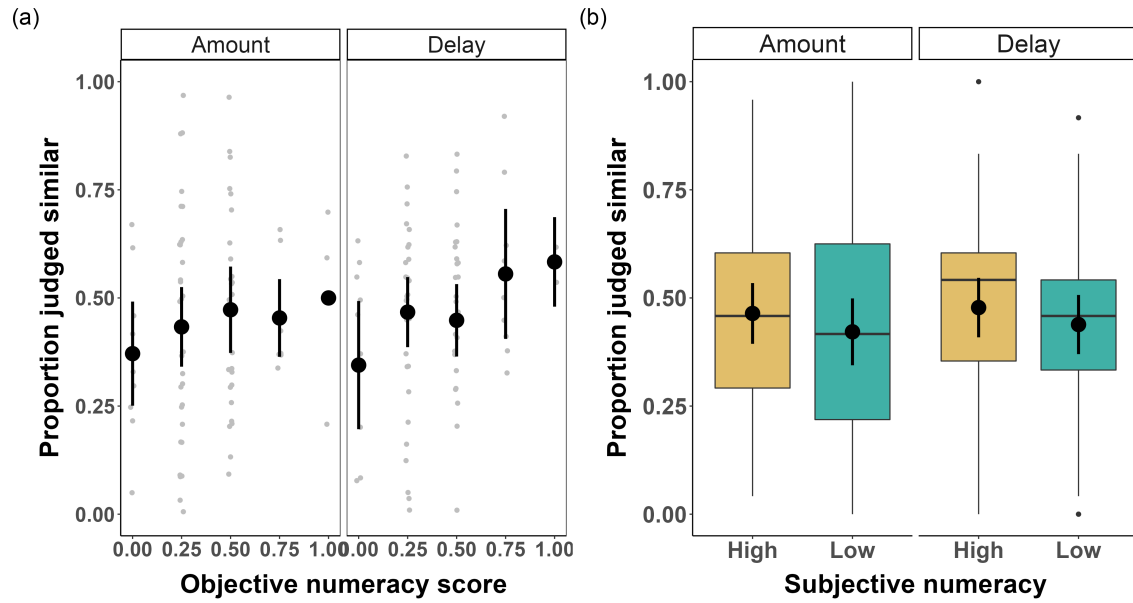 (a)
Amount Delay
Proportion judged similar
1.00
0.75
0.50
0.25
0.00
0.00 0.25 0.50 0.75 1.00 0.00 0.25 0.50 0.75 1.00
Objective numeracy score
(b)
Amount Delay
Proportion judged similar
1.00
0.75
0.50
0.25
0.00
High Low High Low
Subjective numeracy